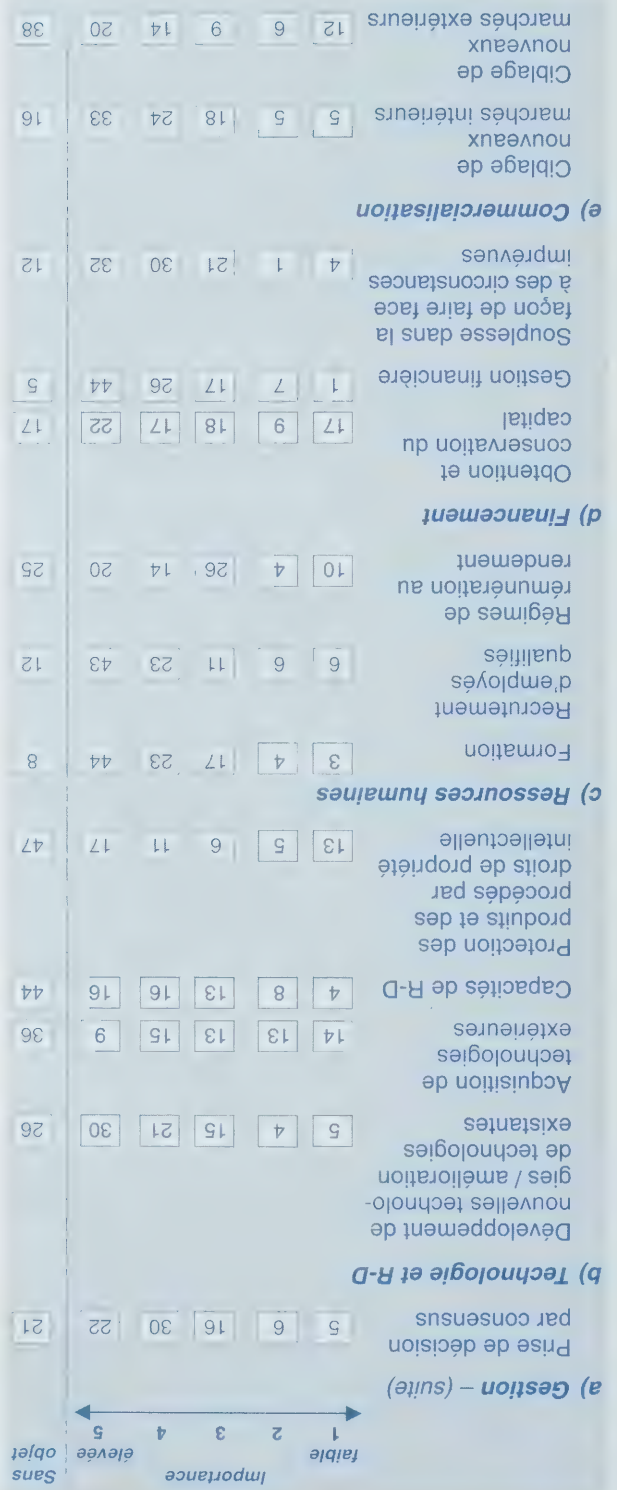 Importance Sans
faible élevée objet
1 2 3 4 5
a) Gestion – (suite)
Prise de décision
par consensus 5 6 16 30 22 21
b) Technologie et R-D
Développement de
nouvelles technolo-
gies / amélioration
de technologies
existantes 5 4 15 21 30 26
Acquisition de
technologies
extérieures 14 13 13 15 9 36
Capacités de R-D 4 8 13 16 16 44
Protection des
produits et des
procédés par
droits de propriété
intellectuelle 13 5 6 11 17 47
c) Ressources humaines
Formation 3 4 17 23 44 8
Recrutement
d'employés
qualifiés 6 6 11 23 43 12
Régimes de
rémunération au
rendement 10 4 26 14 20 25
d) Financement
Obtention et
conservation du
capital 17 9 18 17 22 17
Gestion financière 1 7 17 26 44 5
Souplesse dans la
façon de faire face
à des circonstances
imprévues 4 1 21 30 32 12
e) Commercialisation
Ciblage de
nouveaux
marchés intérieurs 5 5 18 24 33 16
Ciblage de
nouveaux
marchés extérieurs 12 6 9 14 20 38